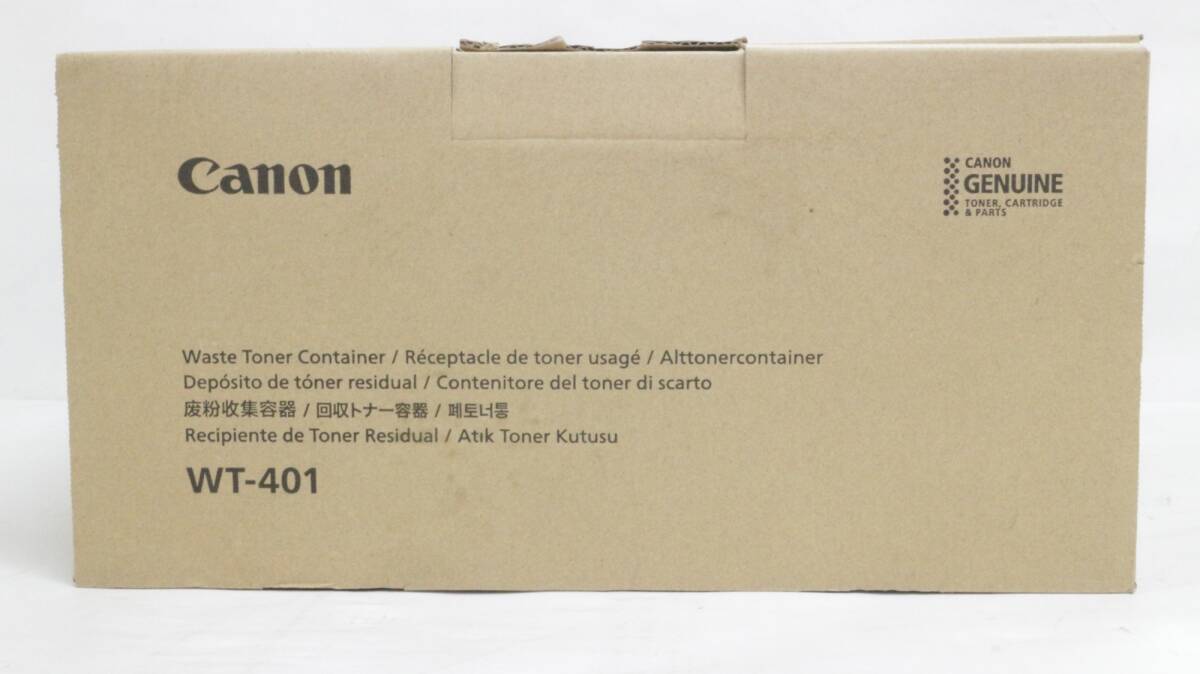 Canon
CANON
GENUINE
TONER, CARTRIDGE
& PARTS
Waste Toner Container / Réceptacle de toner usagé / Alttonercontainer
Depósito de tóner residual / Contenitore del toner di scarto
废粉收集容器 / 回収トナー容器 / 폐토너통
Recipiente de Toner Residual / Atık Toner Kutusu
WT-401